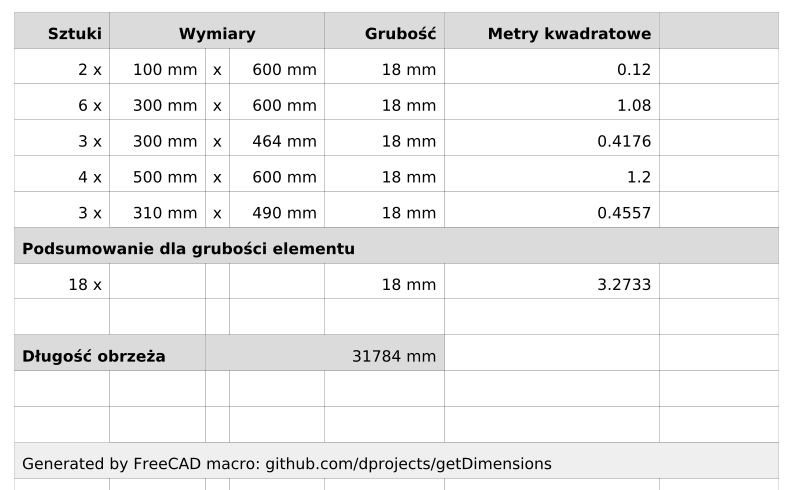 Sztuki Wymiary Grubość Metry kwadratowe
2 x 100 mm x 600 mm 18 mm 0.12
6 x 300 mm x 600 mm 18 mm 1.08
3 x 300 mm x 464 mm 18 mm 0.4176
4 x 500 mm x 600 mm 18 mm 1.2
3 x 310 mm x 490 mm 18 mm 0.4557
Podsumowanie dla grubości elementu
18 x 18 mm 3.2733
Długość obrzeża 31784 mm
Generated by FreeCAD macro: github.com/dprojects/getDimensions